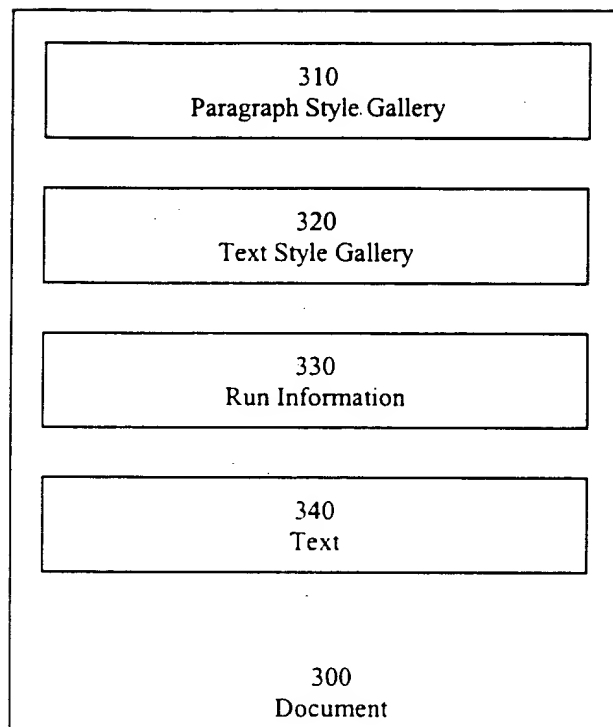 310
Paragraph Style Gallery
320
Text Style Gallery
330
Run Information
340
Text
300
Document